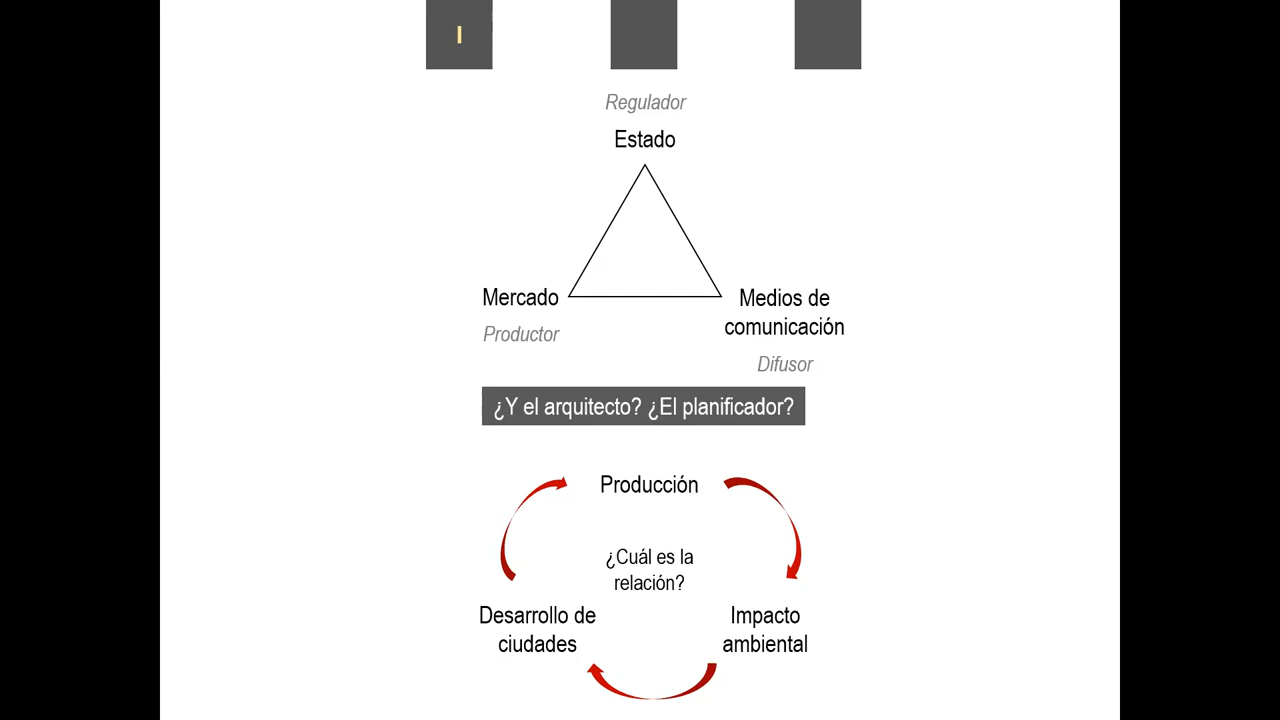 I
Regulador
Estado
Mercado
Productor
Medios de
comunicación
Difusor
¿Y el arquitecto? ¿El planificador?
Producción
¿Cuál es la
relación?
Desarrollo de
ciudades
Impacto
ambiental